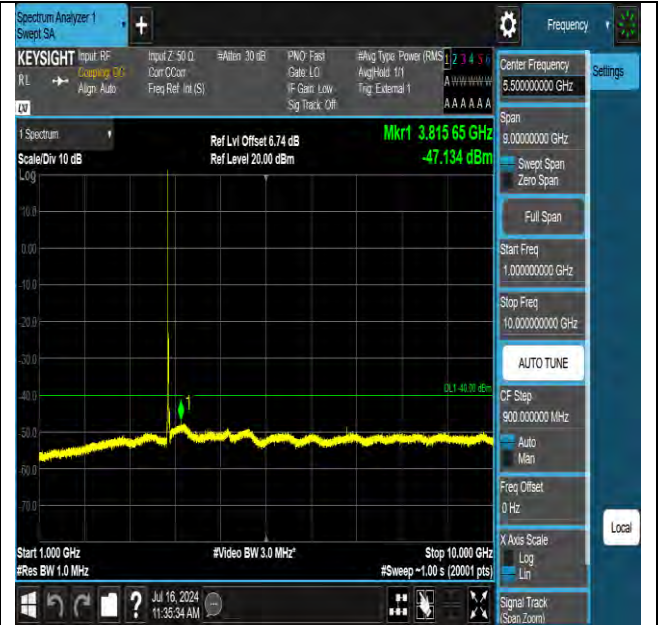 Spectrum Analyzer 1
Swept SA
Frequency
KEYSIGHT
RL
Input: RF
Coupling: DC
Align: Auto
Input Z: 50 Ω
Corr CCorr
Freq Ref: Int (S)
#Atten: 30 dB
PNO: Fast
Gate: LO
IF Gain: Low
Sig Track: Off
#Avg Type: Power (RMS
Avg|Hold: 1/1
Trig: External 1
1 2 3 4 5 6
A W W W W W
A A A A A A
1 Spectrum
Scale/Div 10 dB
Log
Ref Lvl Offset 6.74 dB
Ref Level 20.00 dBm
Mkr1 3.815 65 GHz
-47.134 dBm
10.0
0.00
-10.0
-20.0
-30.0
-40.0
-50.0
-60.0
-70.0
1
Start 1.000 GHz
#Res BW 1.0 MHz
#Video BW 3.0 MHz*
Stop 10.000 GHz
#Sweep ~1.00 s (20001 pts)
Center Frequency
5.500000000 GHz
Settings
Span
9.00000000 GHz
Swept Span
Zero Span
Full Span
Start Freq
1.000000000 GHz
Stop Freq
10.000000000 GHz
AUTO TUNE
CF Step
900.000000 MHz
Auto
Man
Freq Offset
0 Hz
X Axis Scale
Log
Lin
Signal Track
(Span Zoom)
Local
?
Jul 16, 2024
11:35:34 AM